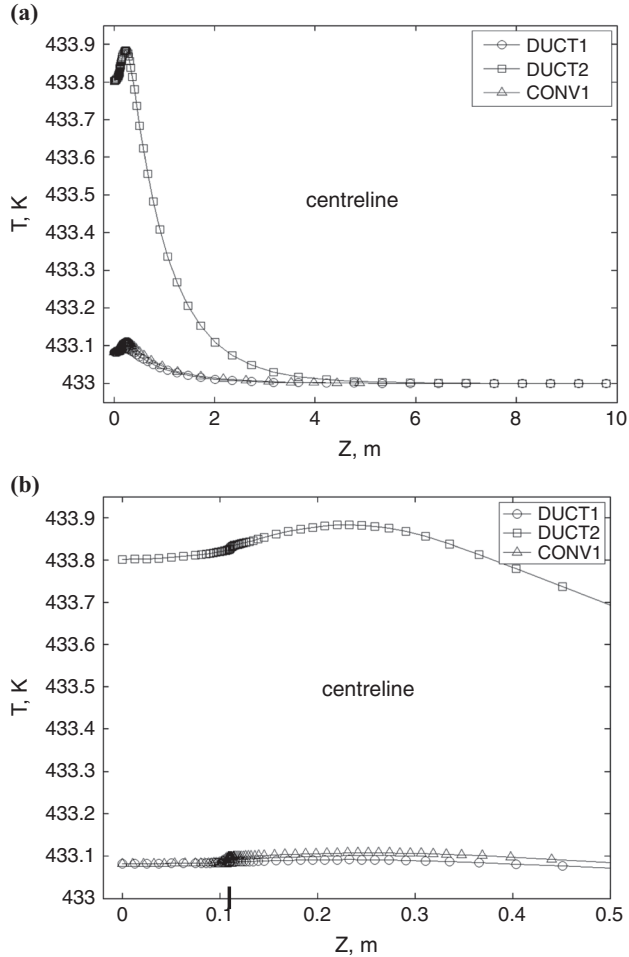 (a)
433.9
433.8
433.7
433.6
433.5
433.4
433.3
433.2
433.1
433
T, K
DUCT1
DUCT2
CONV1
centreline
0
2
4
6
8
10
Z, m
(b)
433.9
433.8
433.7
433.6
433.5
433.4
433.3
433.2
433.1
433
T, K
DUCT1
DUCT2
CONV1
centreline
0
0.1
0.2
0.3
0.4
0.5
Z, m